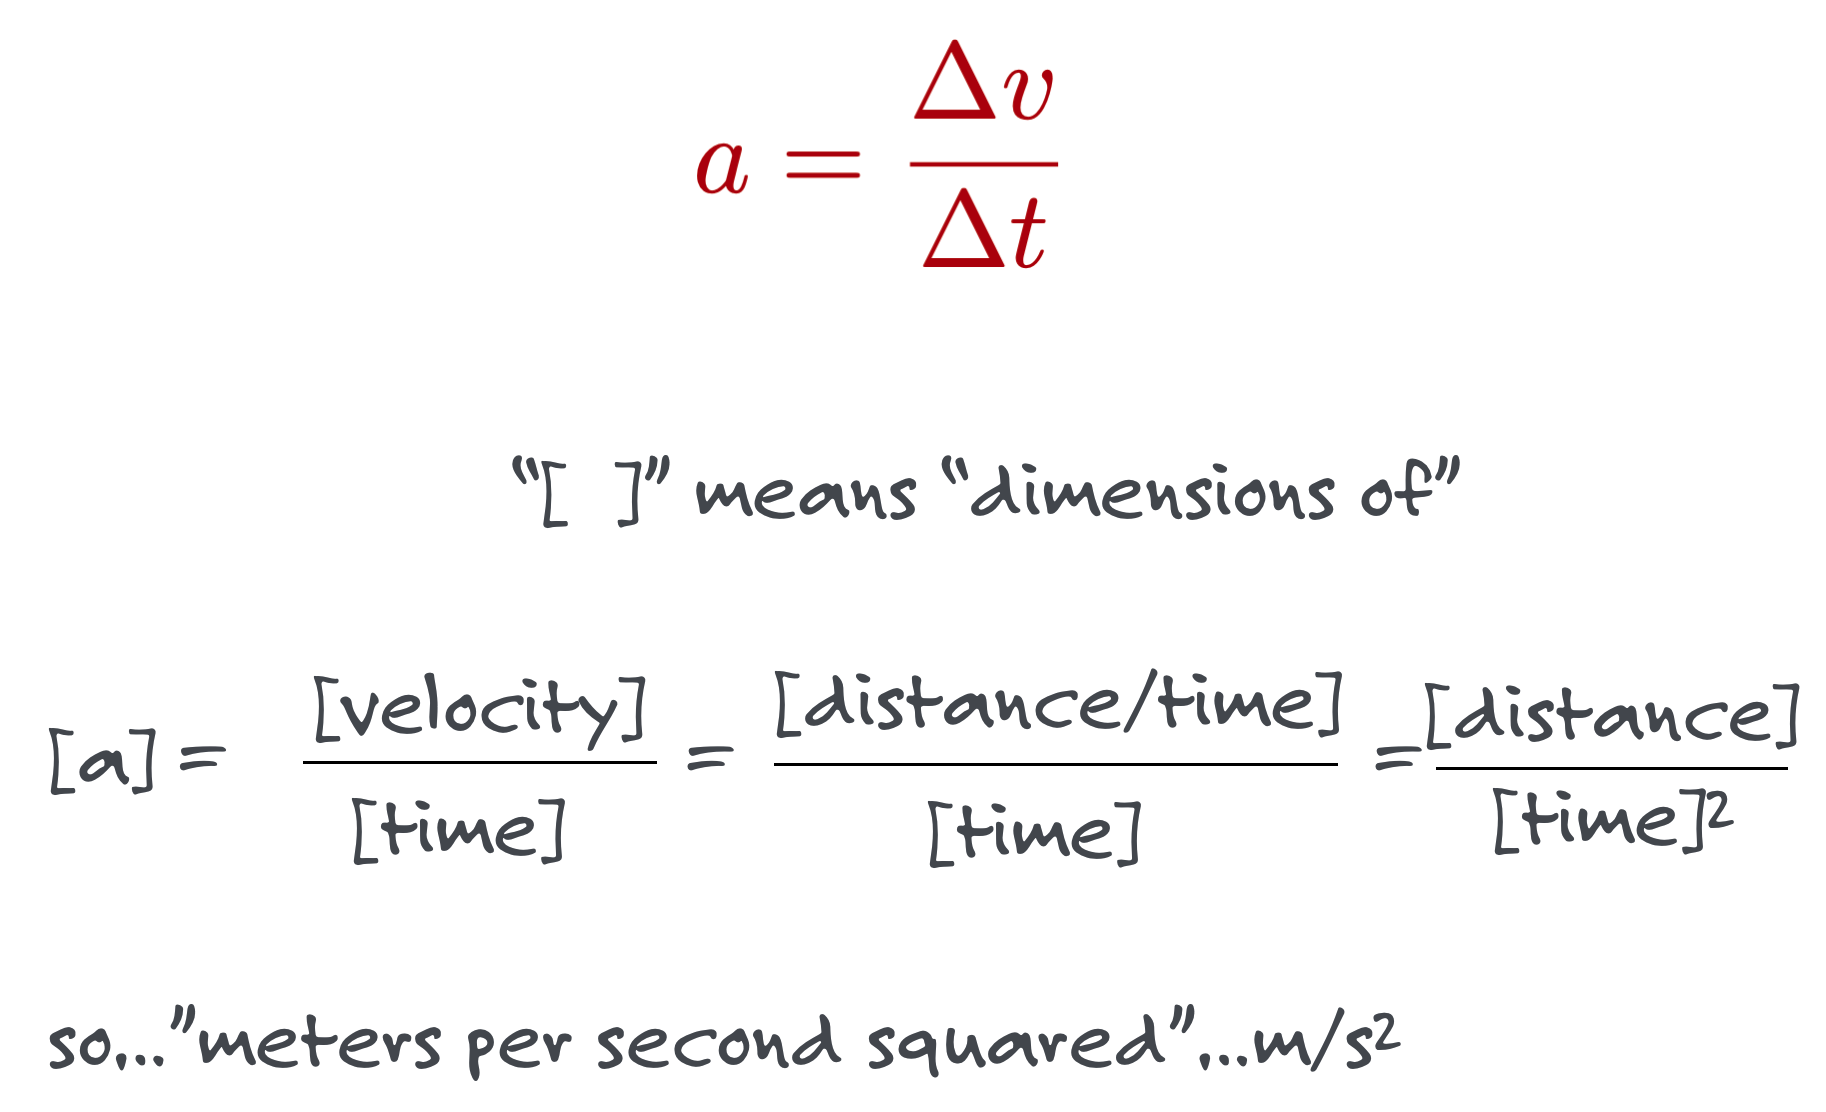 a = Δv / Δt
“[ ]” means “dimensions of”
[a] = [velocity] / [time] = [distance/time] / [time] = [distance] / [time]²
so...”meters per second squared”...m/s²